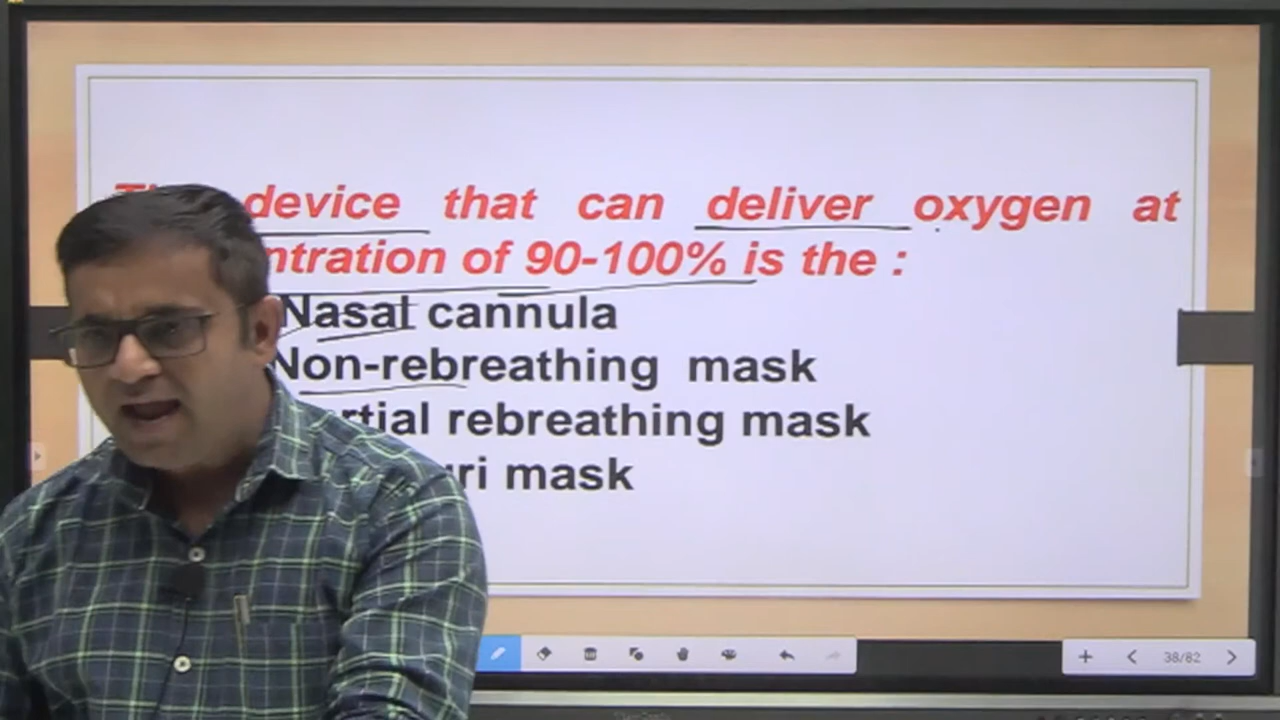 device that can deliver oxygen at
ntration of 90-100% is the :
Nasal cannula
Non-rebreathing mask
rtial rebreathing mask
ri mask
38/82